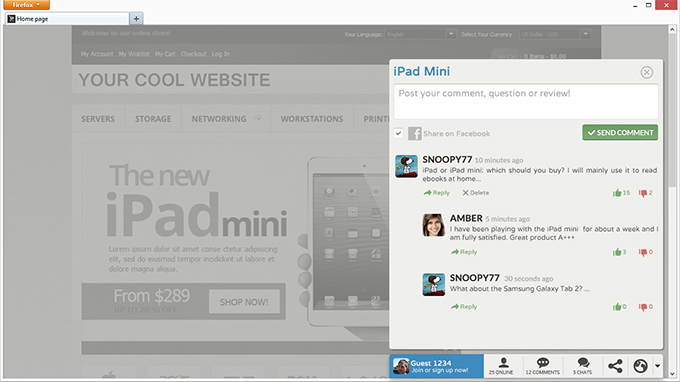 Firefox
Home page
Welcome to our online store!
Your Language: English
Select Your Currency: US Dollar - USD
My Account My Wishlist My Cart Checkout Log In
My Cart: 0 Items - $0.00
YOUR COOL WEBSITE
SERVERS STORAGE NETWORKING WORKSTATIONS PRINTI
The new
iPad mini
Lorem ipsum dolor sit amet conse ctetur adipisicing
elit, sed do eiusmod tempor incididunt ut labore et
dolore magna aliqua.
From $289
UP TO 20 % OFF
SHOP NOW!
iPad Mini
Post your comment, question or review!
Share on Facebook
SEND COMMENT
SNOOPY77 10 minutes ago
iPad or iPad mini: which should you buy? I will mainly use it to read
ebooks at home...
Reply Delete 15 2
AMBER 5 minutes ago
I have been playing with the iPad mini for about a week and I
am fully satisfied. Great product A+++
Reply 3 0
SNOOPY77 30 seconds ago
What about the Samsung Galaxy Tab 2? ...
Reply 0 0
Guest 1234
Join or sign up now!
25 ONLINE
12 COMMENTS
3 CHATS